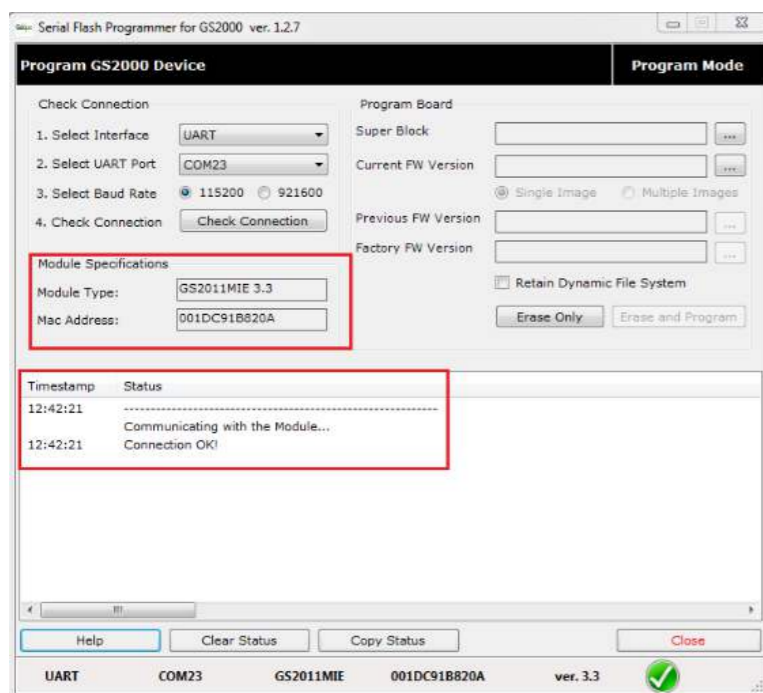 Serial Flash Programmer for GS2000 ver. 1.2.7
Program GS2000 Device
Program Mode
Check Connection
1. Select Interface UART
2. Select UART Port COM23
3. Select Baud Rate 115200 921600
4. Check Connection Check Connection
Module Specifications
Module Type: GS2011MIE 3.3
Mac Address: 001DC91B820A
Program Board
Super Block ...
Current FW Version ...
Single Image Multiple Images
Previous FW Version ...
Factory FW Version ...
Retain Dynamic File System
Erase Only Erase and Program
Timestamp Status
12:42:21 ----------------------------------------------------------
Communicating with the Module...
12:42:21 Connection OK!
Help Clear Status Copy Status Close
UART COM23 GS2011MIE 001DC91B820A ver. 3.3